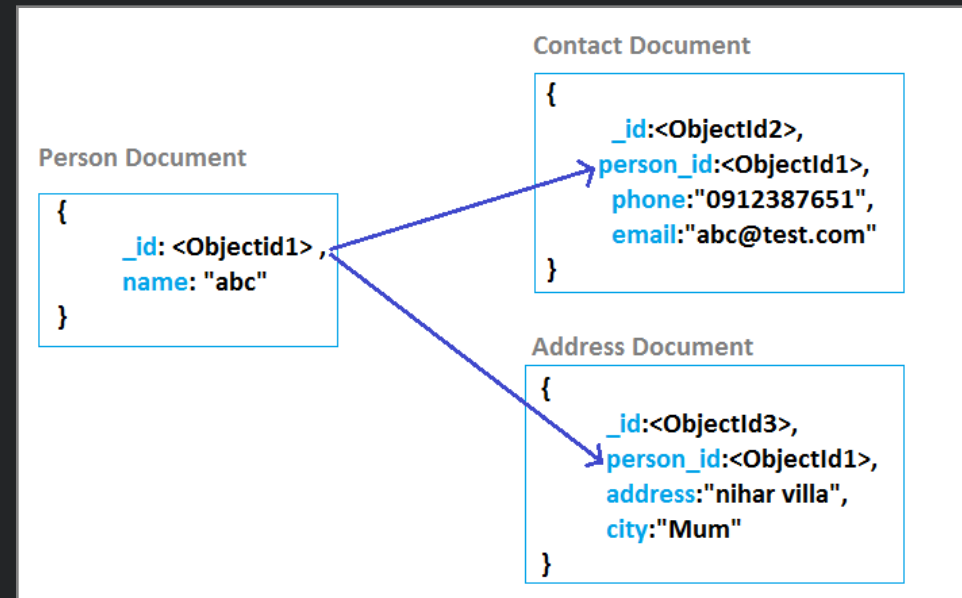 Person Document
{
_id: <Objectid1> ,
name: "abc"
}
Contact Document
{
_id:<ObjectId2>,
person_id:<ObjectId1>,
phone:"0912387651",
email:"abc@test.com"
}
Address Document
{
_id:<ObjectId3>,
person_id:<ObjectId1>,
address:"nihar villa",
city:"Mum"
}